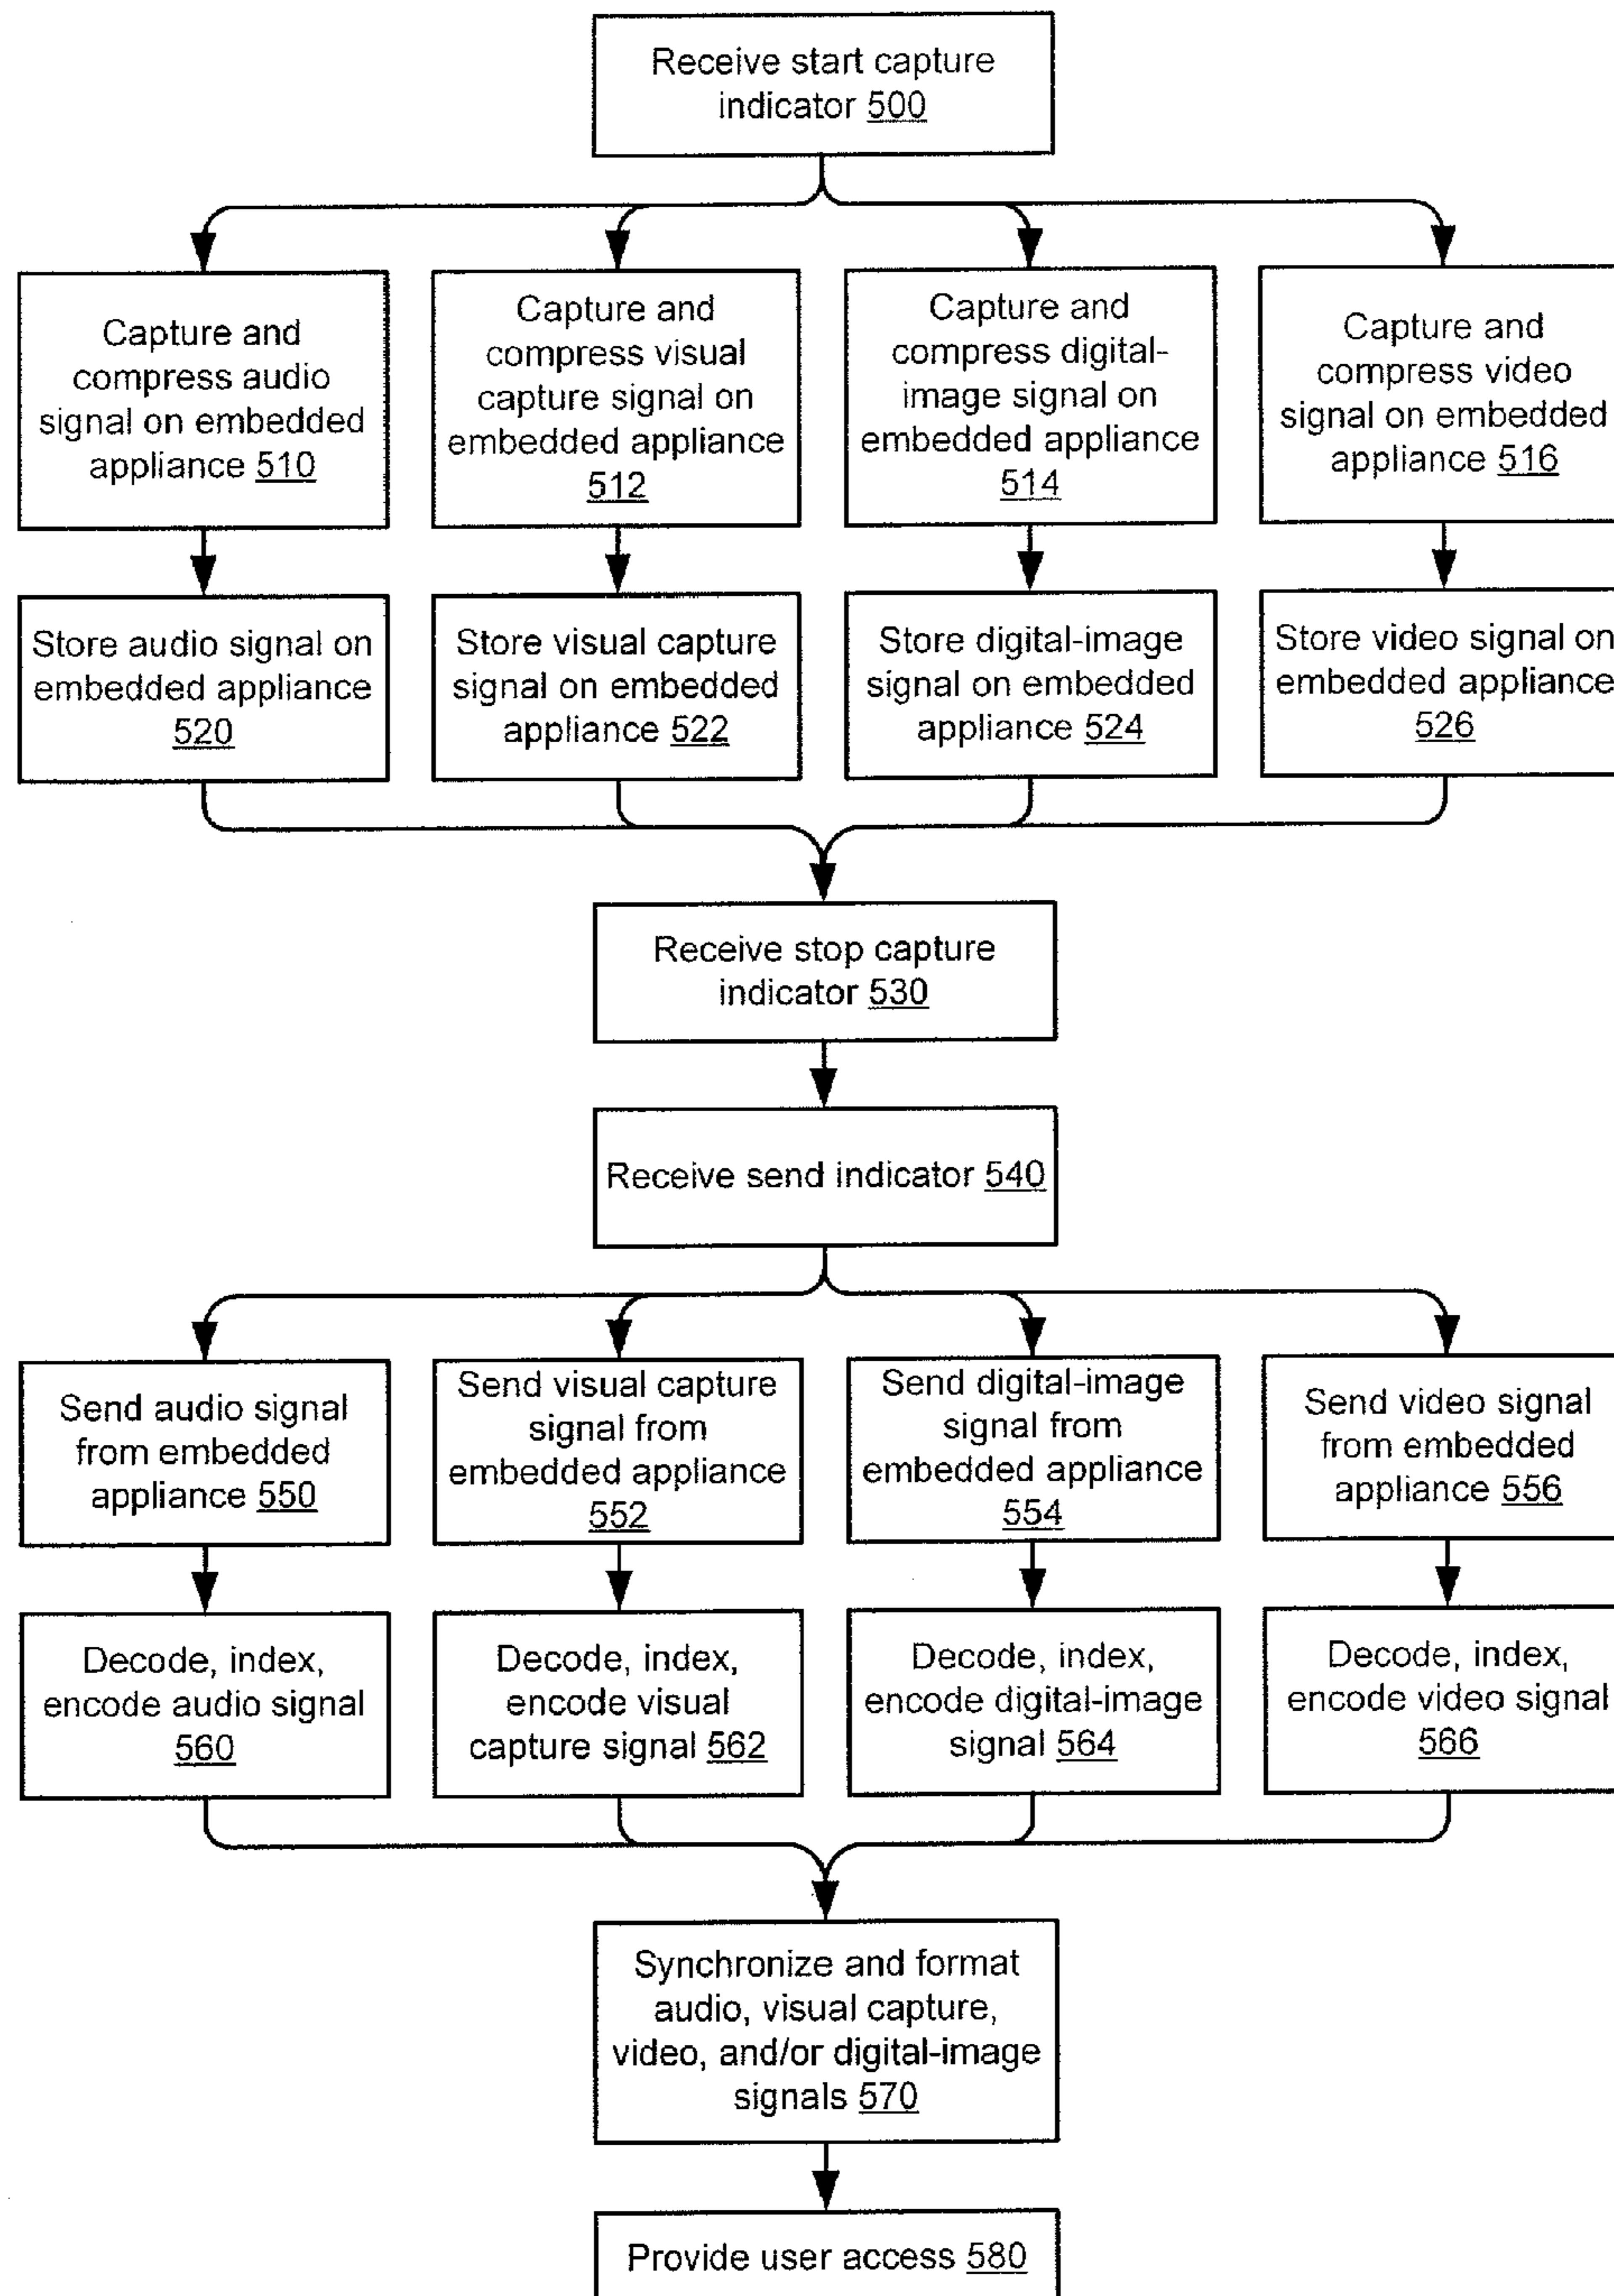 Receive start capture
indicator 500
Capture and
compress audio
signal on embedded
appliance 510
Capture and
compress visual
capture signal on
embedded appliance
512
Capture and
compress digital-
image signal on
embedded appliance
514
Capture and
compress video
signal on embedded
appliance 516
Store audio signal on
embedded appliance
520
Store visual capture
signal on embedded
appliance 522
Store digital-image
signal on embedded
appliance 524
Store video signal on
embedded appliance
526
Receive stop capture
indicator 530
Receive send indicator 540
Send audio signal
from embedded
appliance 550
Send visual capture
signal from
embedded appliance
552
Send digital-image
signal from
embedded appliance
554
Send video signal
from embedded
appliance 556
Decode, index,
encode audio signal
560
Decode, index,
encode visual
capture signal 562
Decode, index,
encode digital-image
signal 564
Decode, index,
encode video signal
566
Synchronize and format
audio, visual capture,
video, and/or digital-image
signals 570
Provide user access 580